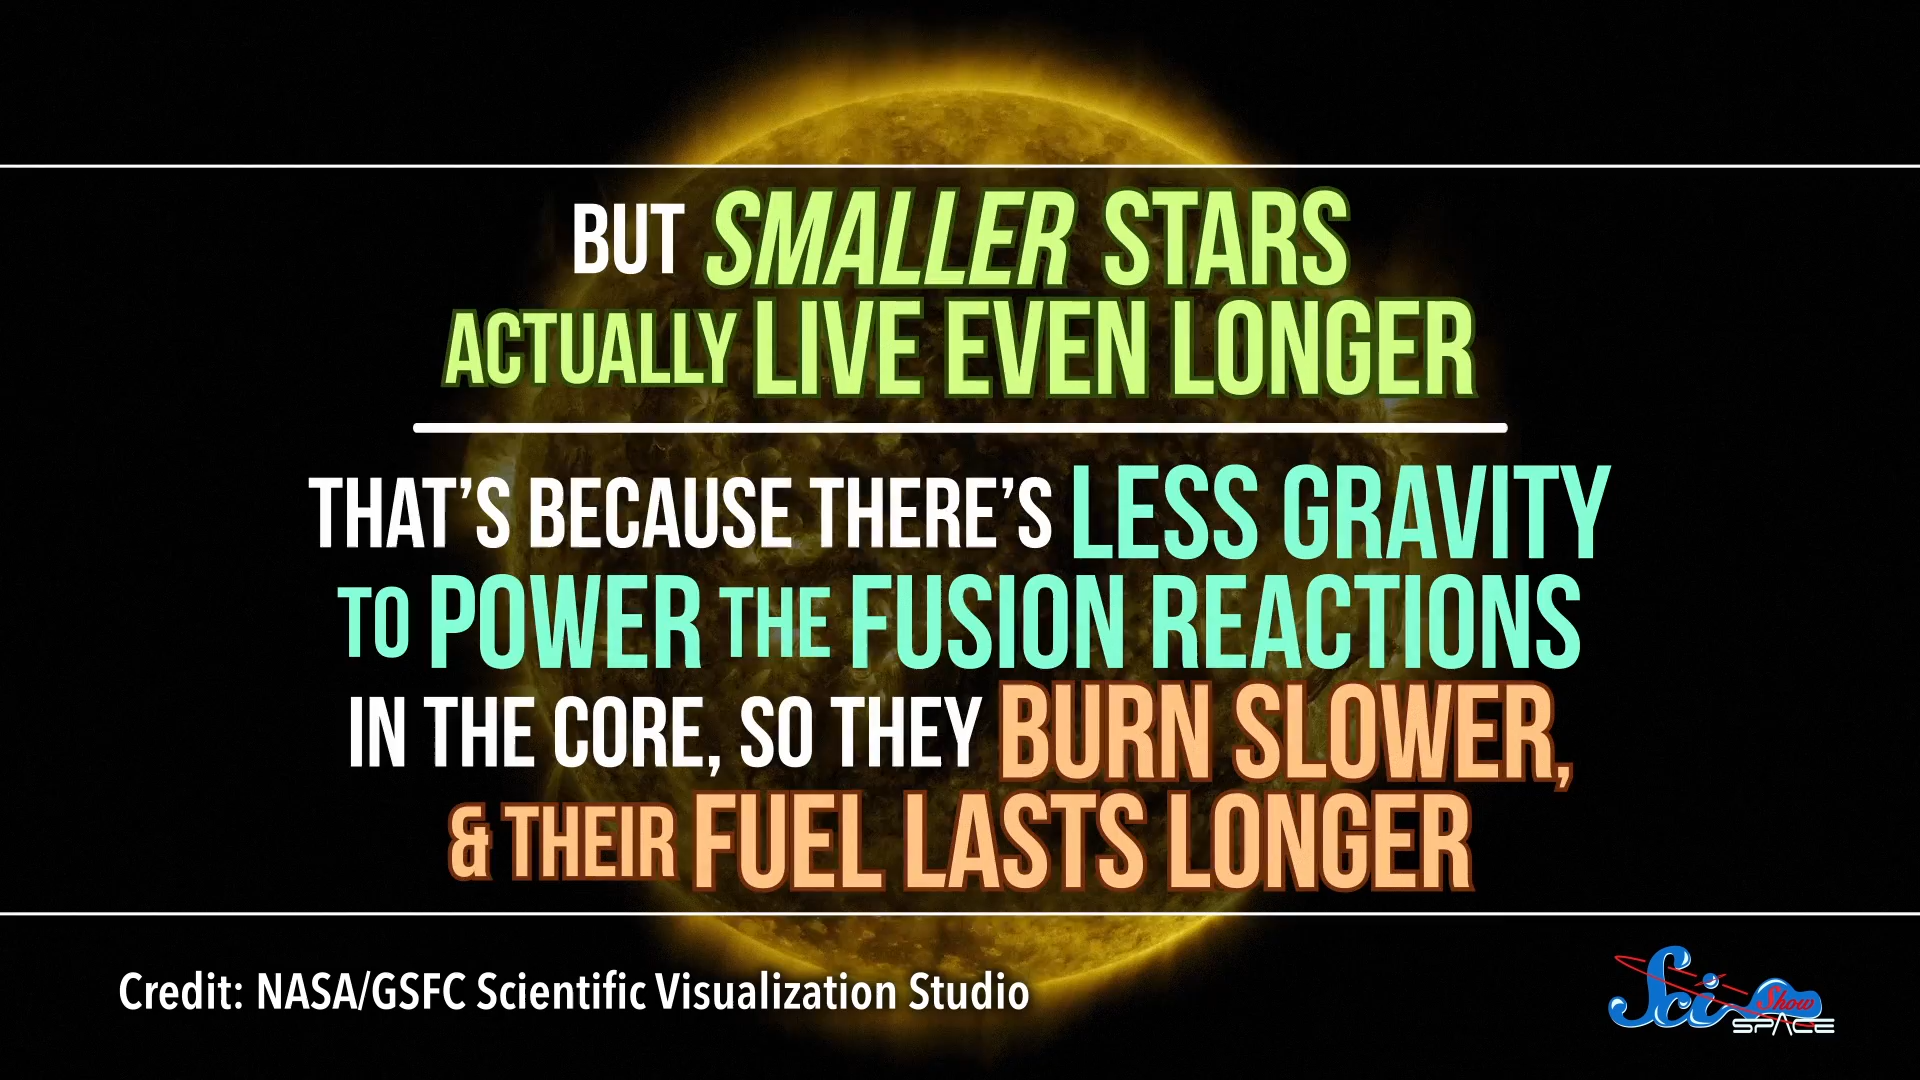 BUT SMALLER STARS
ACTUALLY LIVE EVEN LONGER
THAT'S BECAUSE THERE'S LESS GRAVITY
TO POWER THE FUSION REACTIONS
IN THE CORE, SO THEY BURN SLOWER,
& THEIR FUEL LASTS LONGER
Credit: NASA/GSFC Scientific Visualization Studio
Sci Show
SPACE